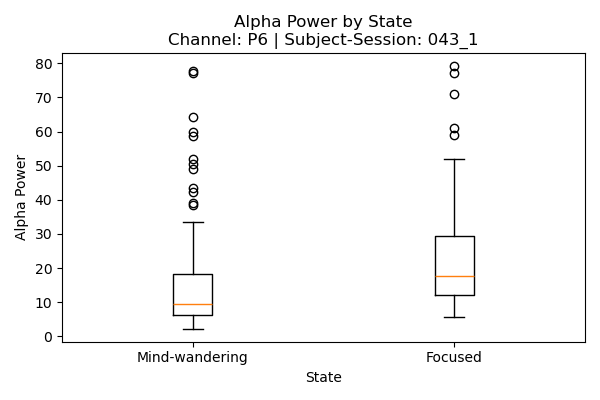 Alpha Power by State
Channel: P6 | Subject-Session: 043_1
80
70
60
50
40
30
20
10
0
Alpha Power
Mind-wandering
Focused
State